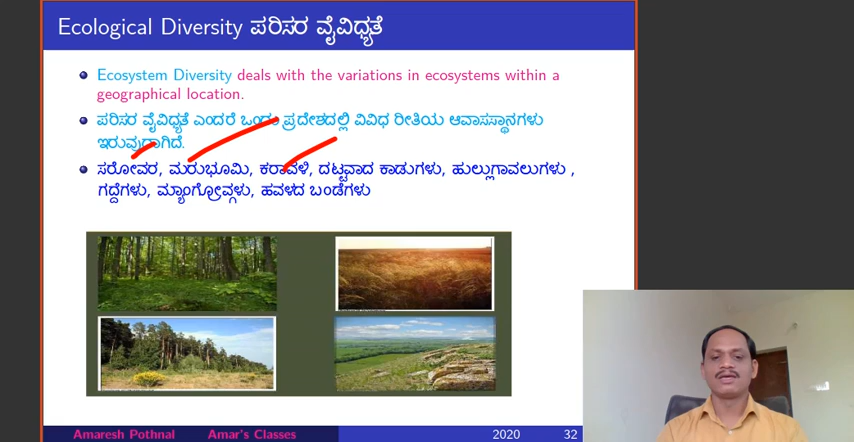 Ecological Diversity ಪರಿಸರ ವೈವಿಧ್ಯತೆ
Ecosystem Diversity deals with the variations in ecosystems within a
geographical location.
ಪರಿಸರ ವೈವಿಧ್ಯತೆ ಎಂದರೆ ಒಂದು ಪ್ರದೇಶದಲ್ಲಿ ವಿವಿಧ ರೀತಿಯ ಆವಾಸಸ್ಥಾನಗಳು
ಇರುವುದಾಗಿದೆ.
ಸರೋವರ, ಮರುಭೂಮಿ, ಕರಾವಳಿ, ದಟ್ಟವಾದ ಕಾಡುಗಳು, ಹುಲ್ಲುಗಾವಲುಗಳು ,
ಗದ್ದೆಗಳು, ಮ್ಯಾಂಗ್ರೋವ್ಗಳು, ಹವಳದ ಬಂಡೆಗಳು
Amaresh Pothnal Amar's Classes 2020 32